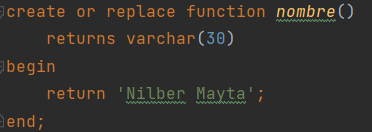 create or replace function nombre()
    returns varchar(30)
begin
    return 'Nilber Mayta';
end;